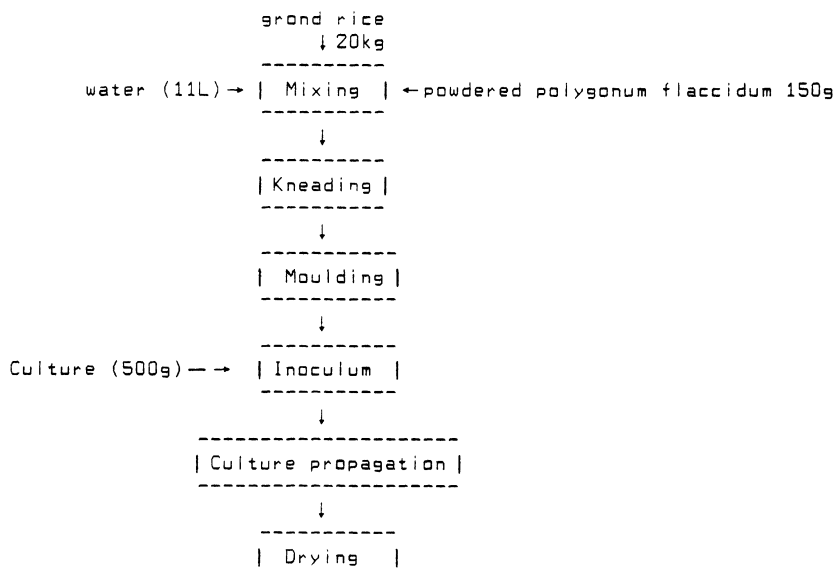 grond rice
↓ 20kg
water (11L) → | Mixing | ← powdered polygonum flaccidum 150g
↓
| Kneading |
↓
| Moulding |
↓
Culture (500g) — → | Inoculum |
↓
| Culture propagation |
↓
| Drying |